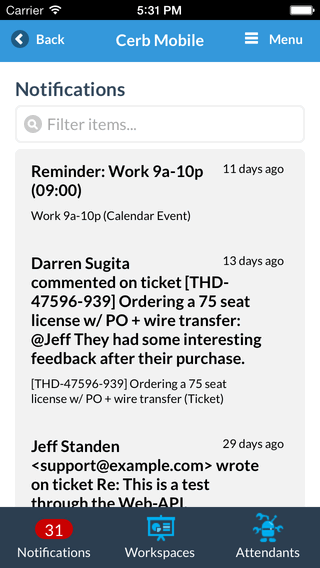 Carrier 5:31 PM
Back Cerb Mobile Menu
Notifications
Filter items...
Reminder: Work 9a-10p 11 days ago
(09:00)
Work 9a-10p (Calendar Event)
Darren Sugita 13 days ago
commented on ticket [THD-
47596-939] Ordering a 75 seat
license w/ PO + wire transfer:
@Jeff They had some interesting
feedback after their purchase.
[THD-47596-939] Ordering a 75 seat
license w/ PO + wire transfer (Ticket)
Jeff Standen 29 days ago
<support@example.com> wrote
on ticket Re: This is a test
through the Web-API.
31
Notifications Workspaces Attendants